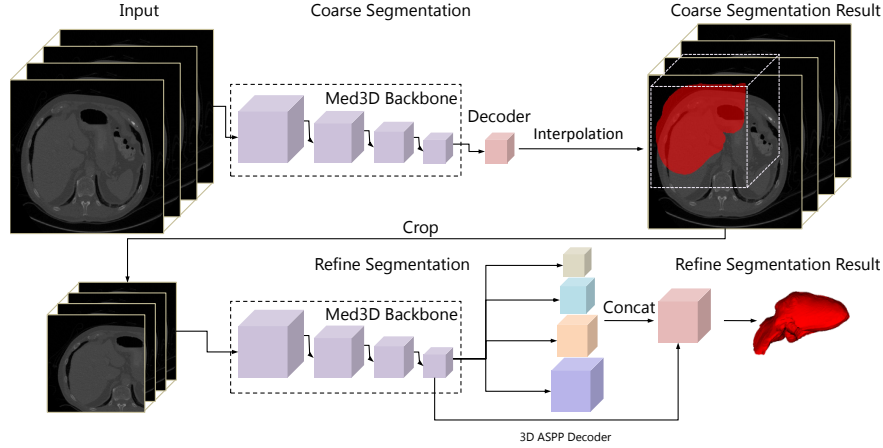 Input
Coarse Segmentation
Coarse Segmentation Result
Med3D Backbone
Decoder
Interpolation
Crop
Refine Segmentation
Refine Segmentation Result
Med3D Backbone
Concat
3D ASPP Decoder